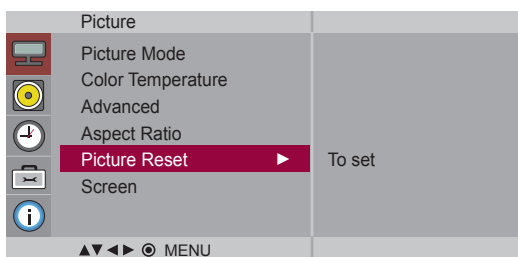 Picture
Picture Mode
Color Temperature
Advanced
Aspect Ratio
Picture Reset ► To set
Screen
▲▼◄► ◉ MENU